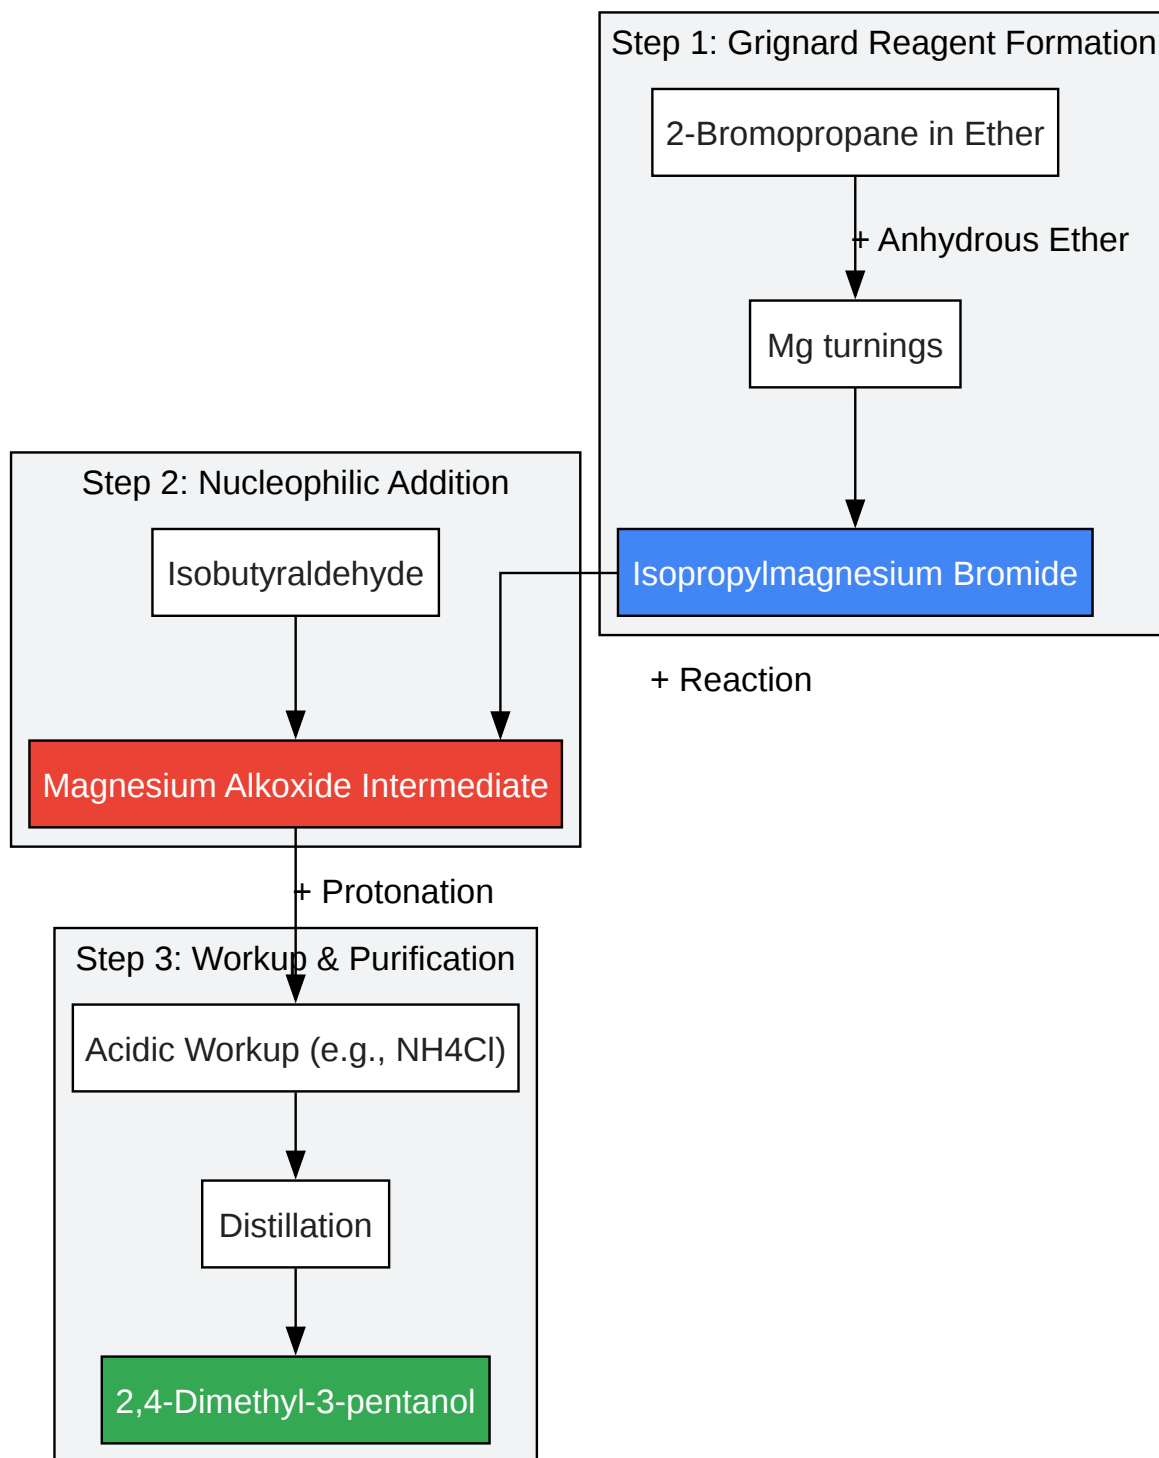 Step 1: Grignard Reagent Formation
2-Bromopropane in Ether
+ Anhydrous Ether
Mg turnings
Isopropylmagnesium Bromide
+ Reaction
Step 2: Nucleophilic Addition
Isobutyraldehyde
Magnesium Alkoxide Intermediate
+ Protonation
Step 3: Workup & Purification
Acidic Workup (e.g., NH4Cl)
Distillation
2,4-Dimethyl-3-pentanol